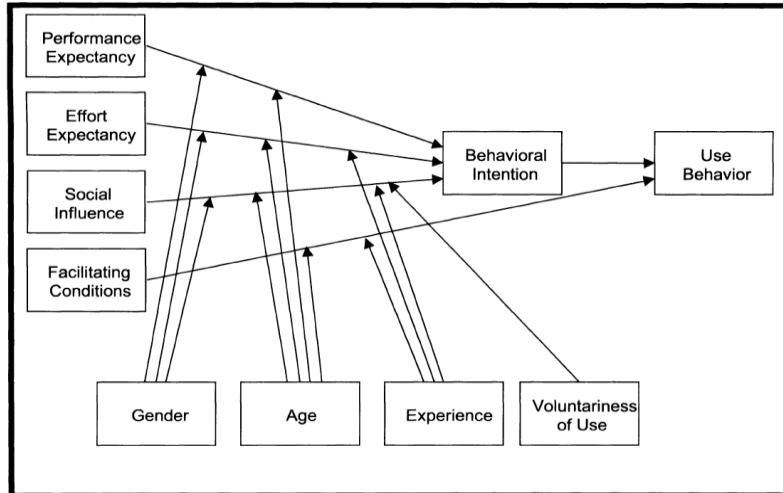 Performance
Expectancy
Effort
Expectancy
Social
Influence
Facilitating
Conditions
Behavioral
Intention
Use
Behavior
Gender
Age
Experience
Voluntariness
of Use